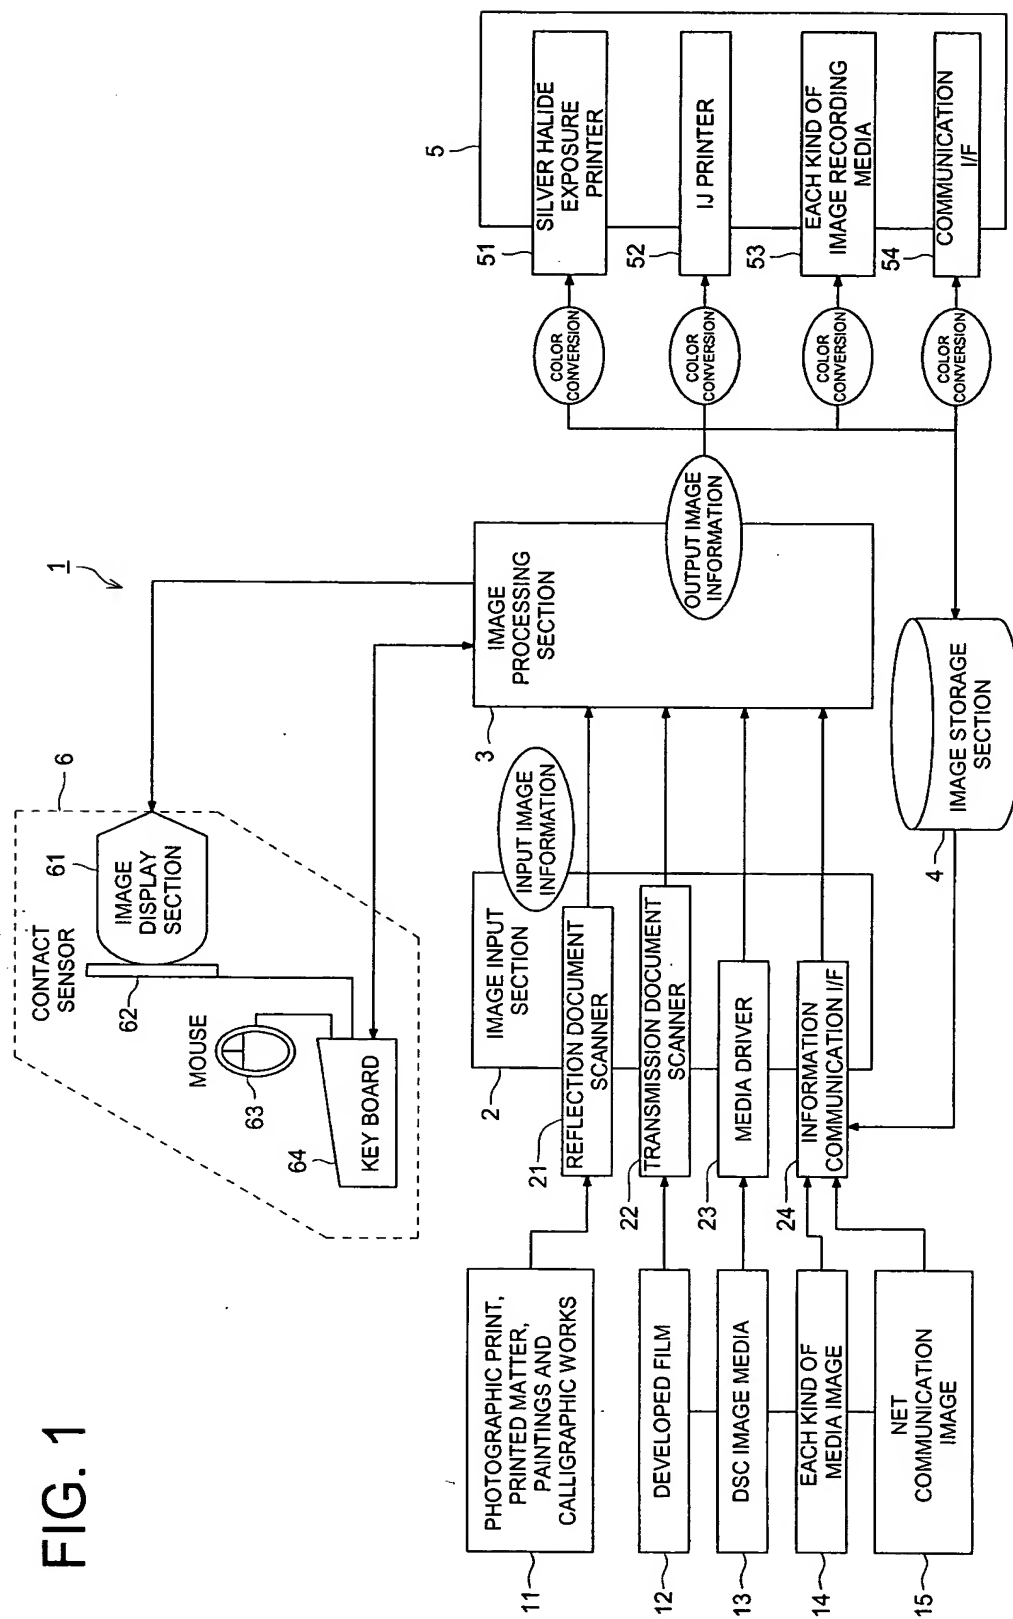 FIG. 1
1
CONTACT
SENSOR
61
6
IMAGE
DISPLAY
SECTION
62
MOUSE
63
64
KEY BOARD
11
PHOTOGRAPHIC PRINT,
PRINTED MATTER,
PAINTINGS AND
CALLIGRAPHIC WORKS
12
DEVELOPED FILM
13
DSC IMAGE MEDIA
14
EACH KIND OF
MEDIA IMAGE
15
NET
COMMUNICATION
IMAGE
2
IMAGE INPUT
SECTION
INPUT IMAGE
INFORMATION
21
REFLECTION DOCUMENT
SCANNER
22
TRANSMISSION DOCUMENT
SCANNER
23
MEDIA DRIVER
24
INFORMATION
COMMUNICATION I/F
3
IMAGE
PROCESSING
SECTION
OUTPUT IMAGE
INFORMATION
4
IMAGE STORAGE
SECTION
COLOR
CONVERSION
COLOR
CONVERSION
COLOR
CONVERSION
COLOR
CONVERSION
5
51
SILVER HALIDE
EXPOSURE
PRINTER
52
IJ PRINTER
53
EACH KIND OF
IMAGE RECORDING
MEDIA
54
COMMUNICATION
I/F